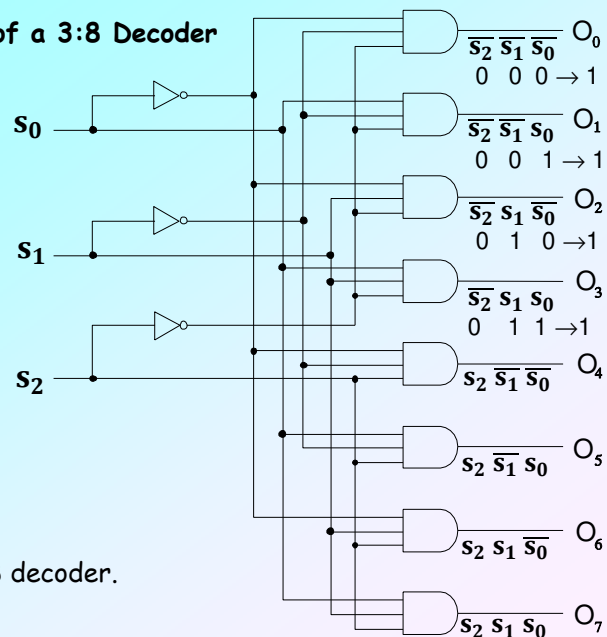 of a 3:8 Decoder
O₀
s̅₂ s̅₁ s̅₀
0 0 0 → 1
s₀
O₁
s̅₂ s̅₁ s₀
0 0 1 → 1
O₂
s̅₂ s₁ s̅₀
0 1 0 → 1
s₁
O₃
s̅₂ s₁ s₀
0 1 1 → 1
s₂
O₄
s₂ s̅₁ s̅₀
O₅
s₂ s̅₁ s₀
O₆
s₂ s₁ s̅₀
decoder.
O₇
s₂ s₁ s₀